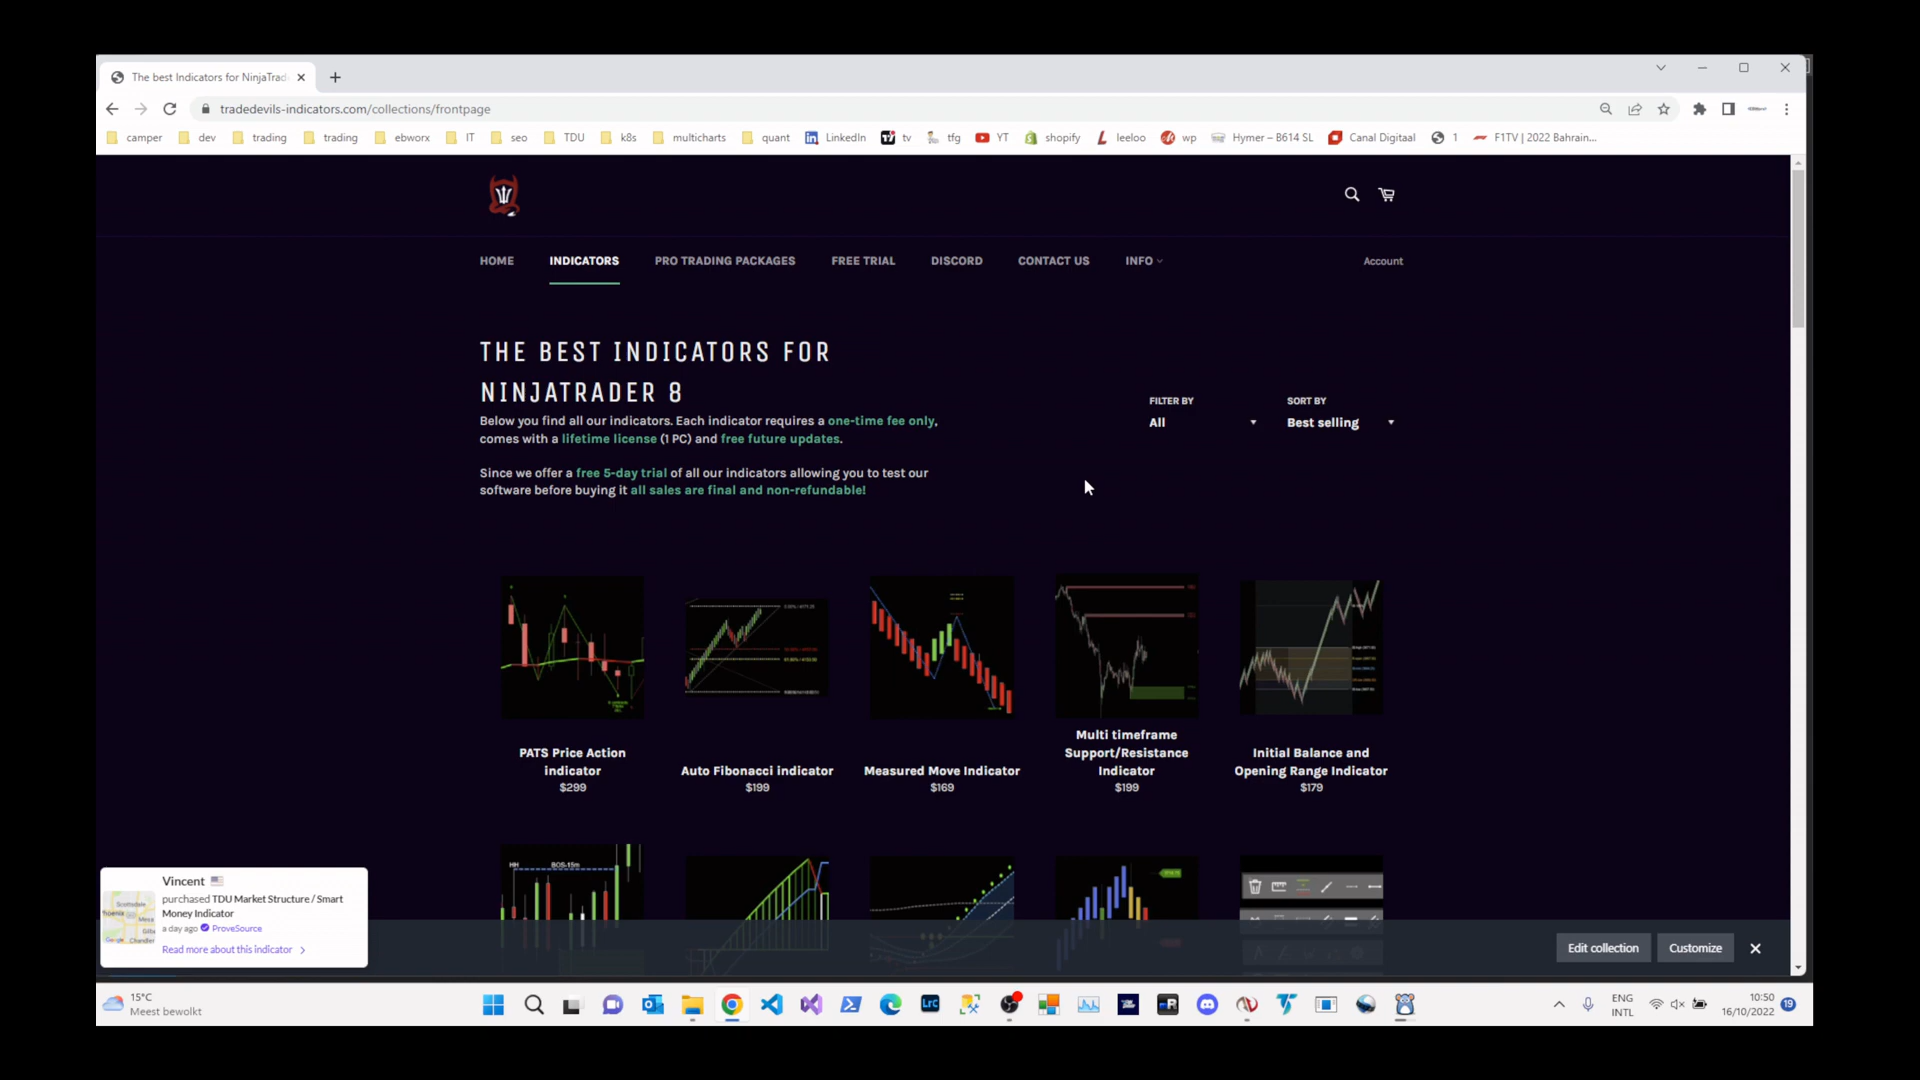 The best Indicators for NinjaTrad
tradedevils-indicators.com/collections/frontpage
camper dev trading trading ebworx IT seo TDU k8s multicharts quant LinkedIn tv tfg YT shopify leeloo wp Hymer – B614 SL Canal Digitaal 1 F1TV | 2022 Bahrain...
HOME INDICATORS PRO TRADING PACKAGES FREE TRIAL DISCORD CONTACT US INFO Account
THE BEST INDICATORS FOR
NINJATRADER 8
FILTER BY SORT BY
All Best selling
Below you find all our indicators. Each indicator requires a one-time fee only,
comes with a lifetime license (1 PC) and free future updates.
Since we offer a free 5-day trial of all our indicators allowing you to test our
software before buying it all sales are final and non-refundable!
PATS Price Action
indicator
$299
Auto Fibonacci indicator
$199
Measured Move Indicator
$169
Multi timeframe
Support/Resistance
Indicator
$199
Initial Balance and
Opening Range Indicator
$179
HH BOS-15m
Vincent
purchased TDU Market Structure / Smart
Money Indicator
a day ago ProveSource
Read more about this indicator
Edit collection Customize
15°C
Meest bewolkt
LrC
ENG
INTL
10:50
16/10/2022
19